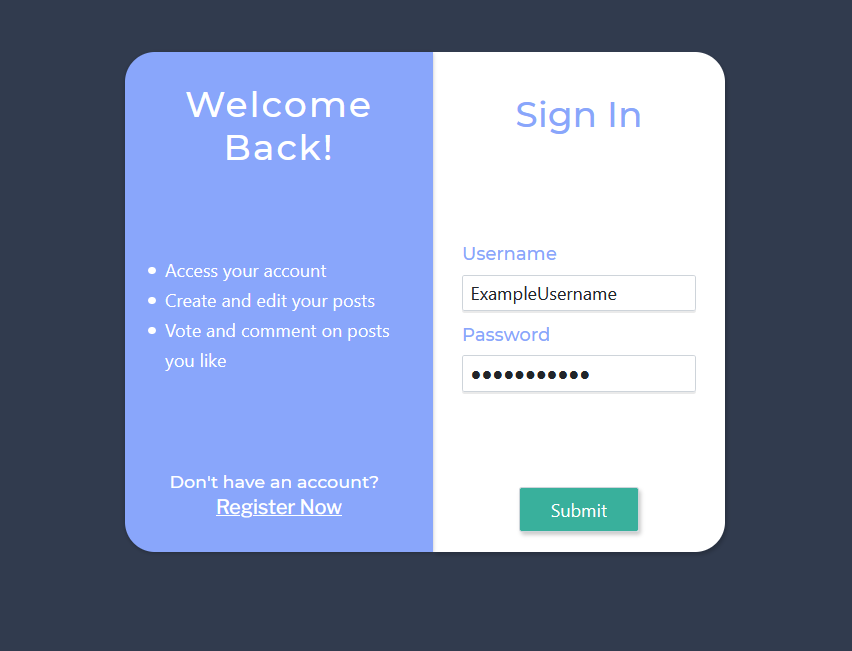 Welcome
Back!
Access your account
Create and edit your posts
Vote and comment on posts
you like
Don't have an account?
Register Now
Sign In
Username
ExampleUsername
Password
●●●●●●●●●●●
Submit